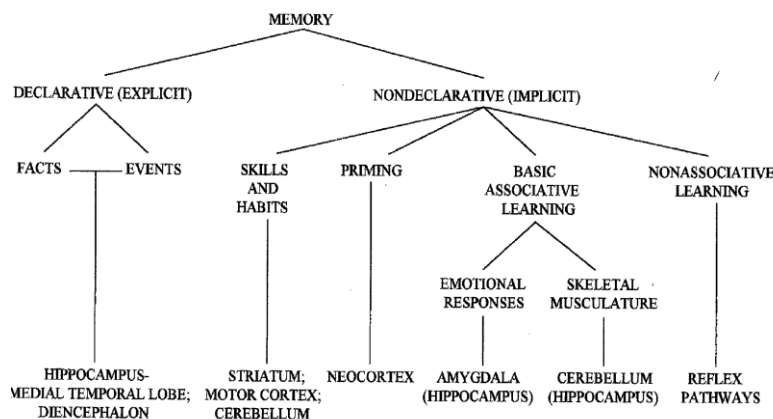 MEMORY
DECLARATIVE (EXPLICIT)
NONDECLARATIVE (IMPLICIT)
FACTS
EVENTS
SKILLS
AND
HABITS
PRIMING
BASIC
ASSOCIATIVE
LEARNING
NONASSOCIATIVE
LEARNING
EMOTIONAL
RESPONSES
SKELETAL
MUSCULATURE
HIPPOCAMPUS-
MEDIAL TEMPORAL LOBE;
DIENCEPHALON
STRIATUM;
MOTOR CORTEX;
CEREBELLUM
NEOCORTEX
AMYGDALA
(HIPPOCAMPUS)
CEREBELLUM
(HIPPOCAMPUS)
REFLEX
PATHWAYS